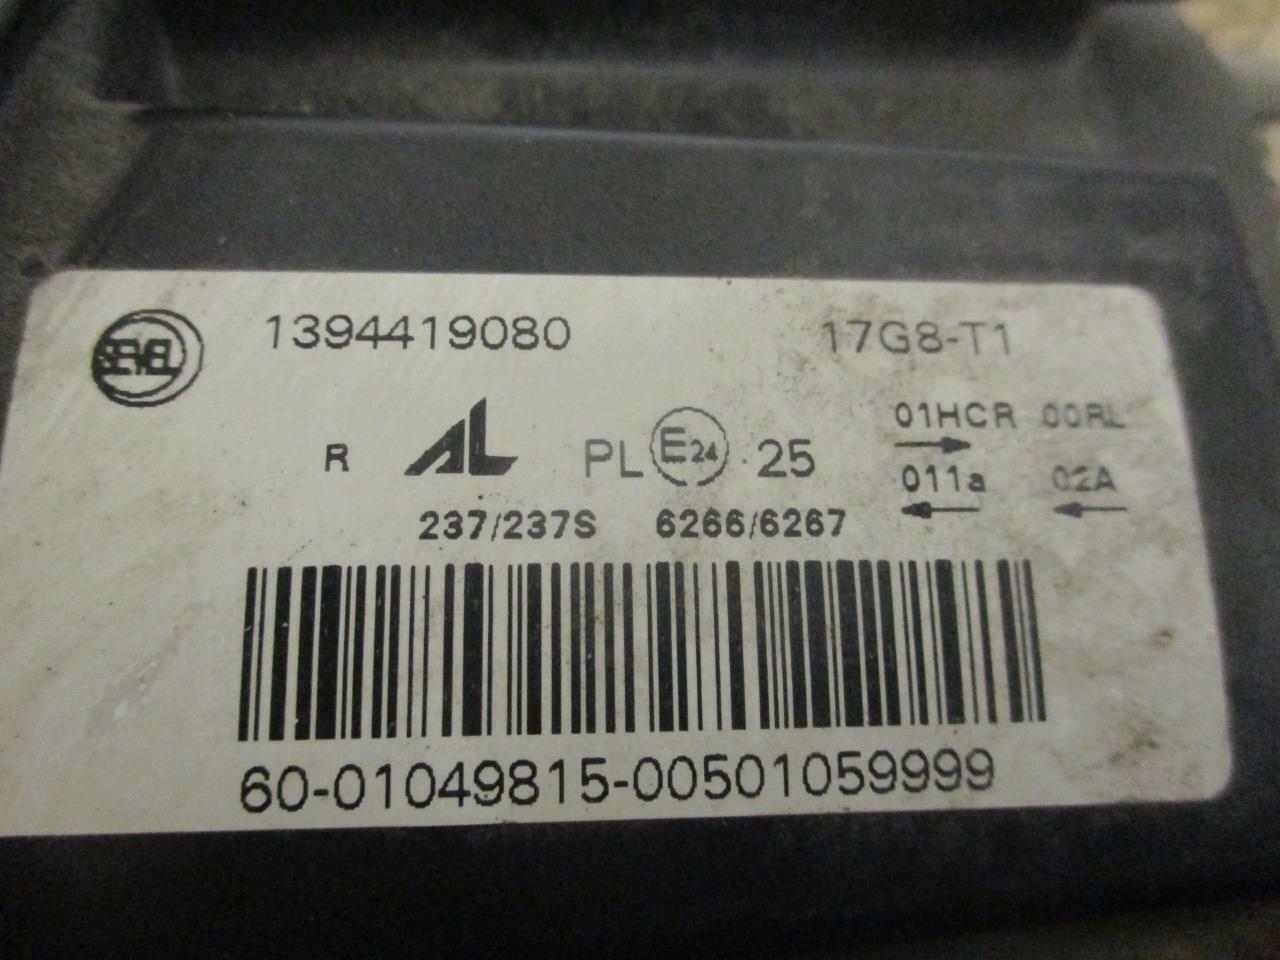 SEVEL 1394419080 17G8-T1
01HCR 00RL
R AL PL E24 25
011a 02A
237/237S 6266/6267
60-01049815-00501059999